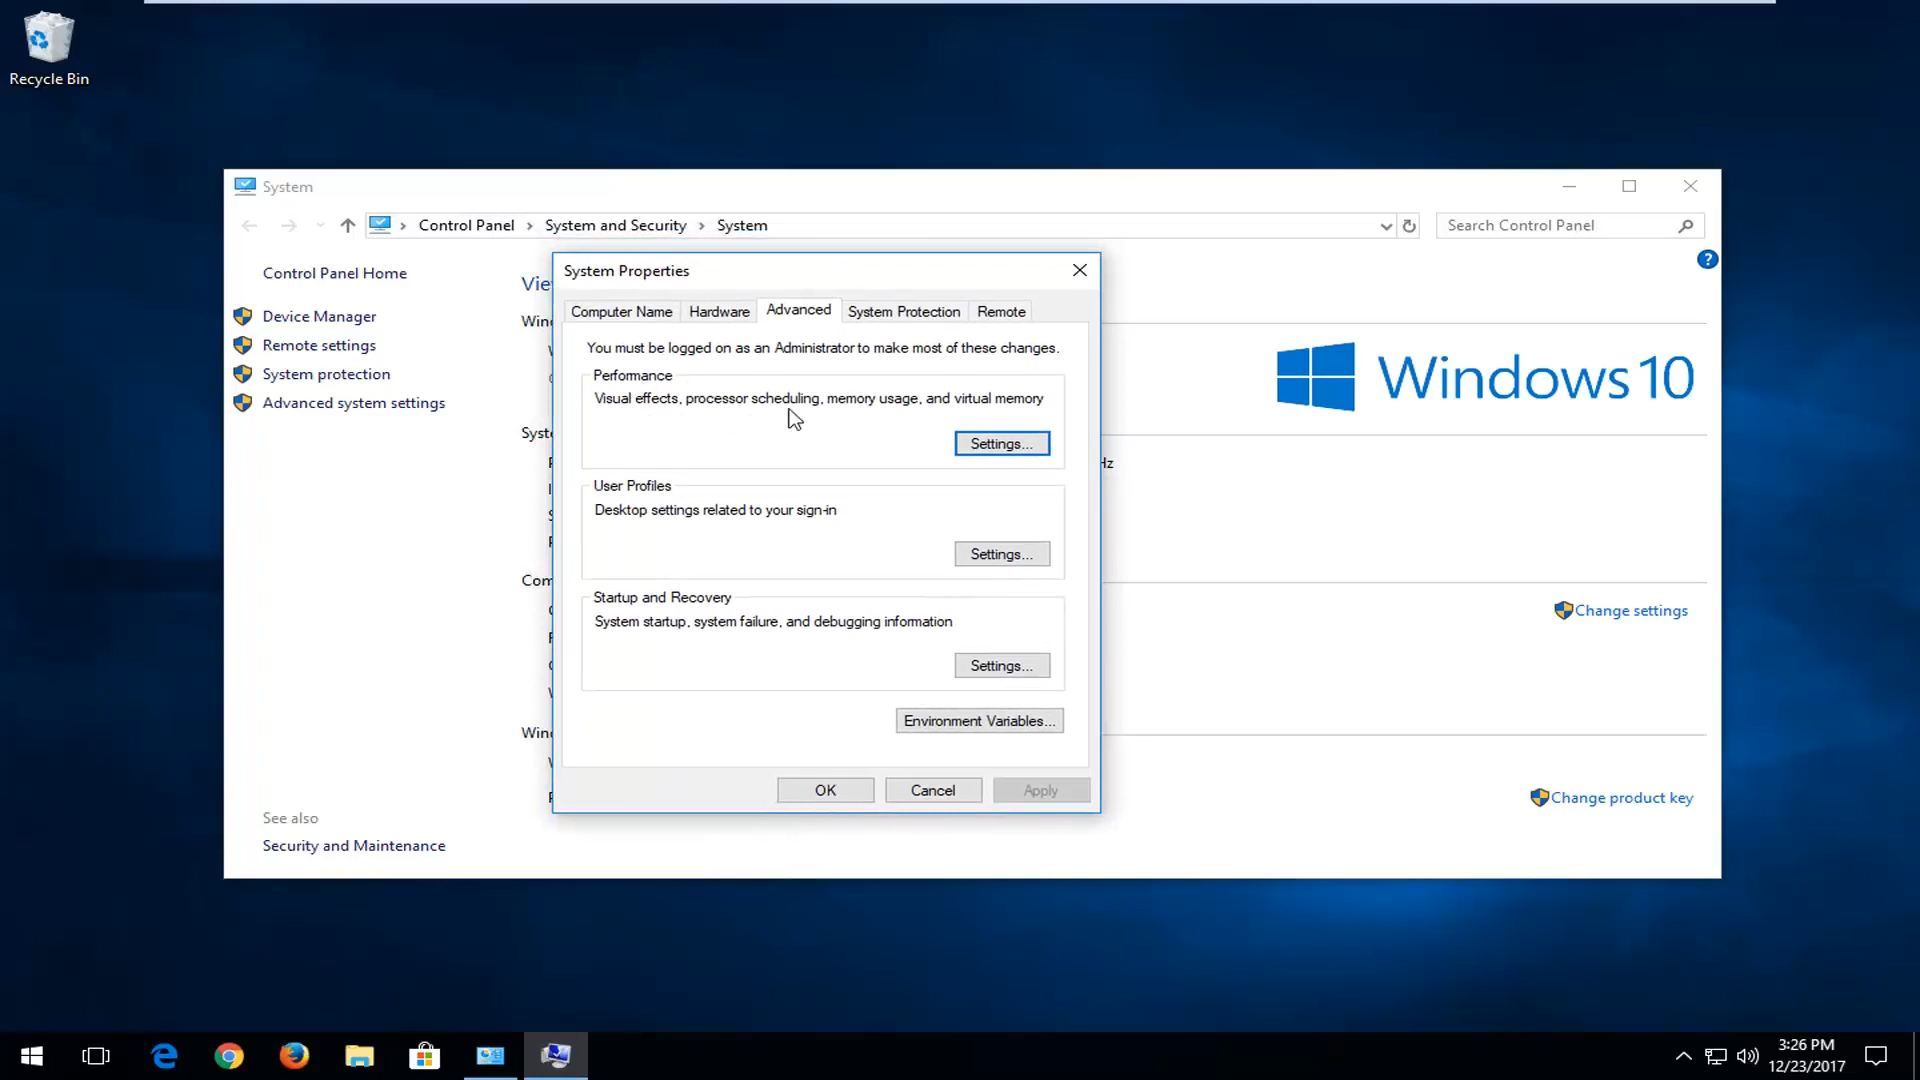 Recycle Bin
System
Control Panel
System and Security
System
Search Control Panel
Control Panel Home
Device Manager
Remote settings
System protection
Advanced system settings
See also
Security and Maintenance
System Properties
Computer Name
Hardware
Advanced
System Protection
Remote
You must be logged on as an Administrator to make most of these changes.
Performance
Visual effects, processor scheduling, memory usage, and virtual memory
Settings...
User Profiles
Desktop settings related to your sign-in
Settings...
Startup and Recovery
System startup, system failure, and debugging information
Settings...
Environment Variables...
OK
Cancel
Apply
Windows 10
Change settings
Change product key
3:26 PM
12/23/2017